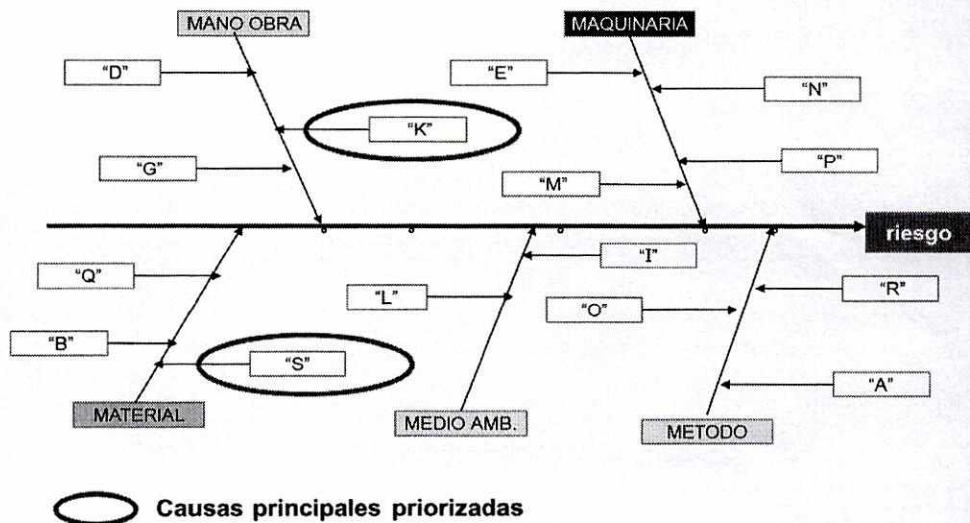 MANO OBRA
MAQUINARIA
“D”
“E”
“N”
“K”
“G”
“P”
“M”
riesgo
“Q”
“I”
“L”
“R”
“O”
“B”
“S”
“A”
MATERIAL
MEDIO AMB.
METODO
Causas principales priorizadas